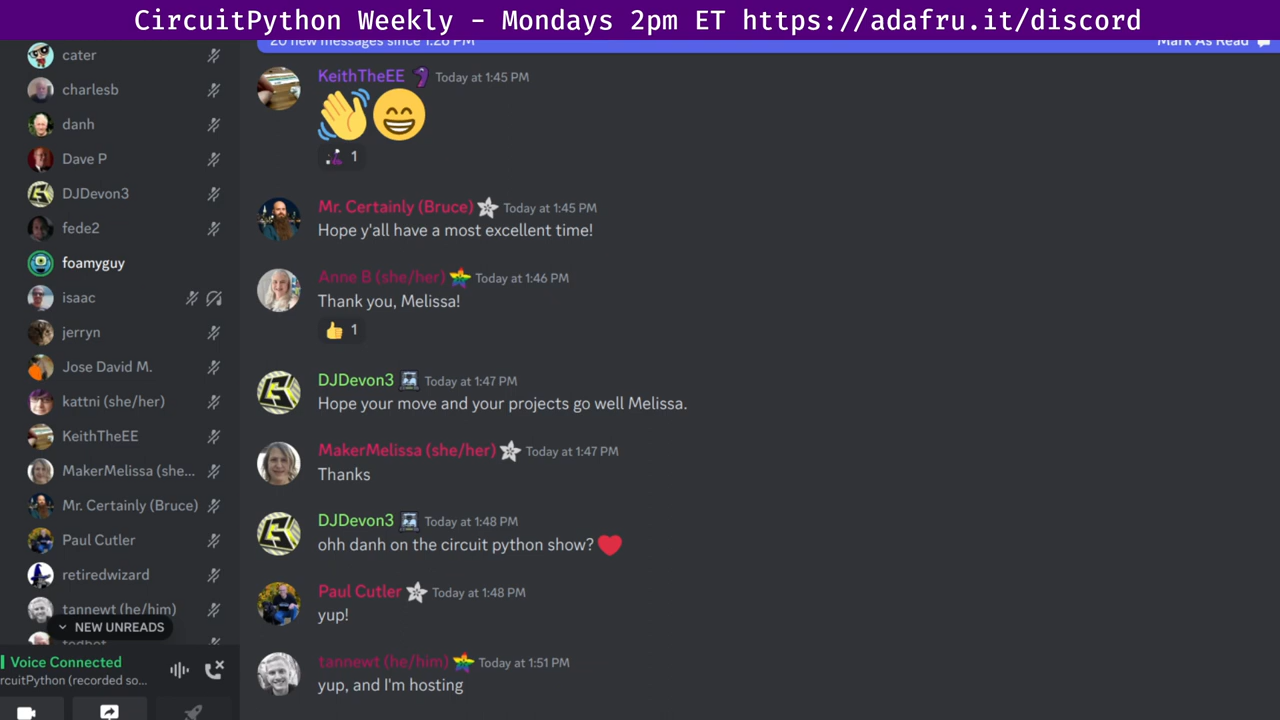 CircuitPython Weekly - Mondays 2pm ET https://adafru.it/discord
20 new messages since 1:26 PM
Mark As Read
cater
charlesb
danh
Dave P
DJDevon3
fede2
foamyguy
isaac
jerryn
Jose David M.
kattni (she/her)
KeithTheEE
MakerMelissa (she...
Mr. Certainly (Bruce)
Paul Cutler
retiredwizard
tannewt (he/him)
NEW UNREADS
Voice Connected
rcuitPython (recorded so...
KeithTheEE Today at 1:45 PM
1
Mr. Certainly (Bruce) Today at 1:45 PM
Hope y'all have a most excellent time!
Anne B (she/her) Today at 1:46 PM
Thank you, Melissa!
1
DJDevon3 Today at 1:47 PM
Hope your move and your projects go well Melissa.
MakerMelissa (she/her) Today at 1:47 PM
Thanks
DJDevon3 Today at 1:48 PM
ohh danh on the circuit python show?
Paul Cutler Today at 1:48 PM
yup!
tannewt (he/him) Today at 1:51 PM
yup, and I'm hosting